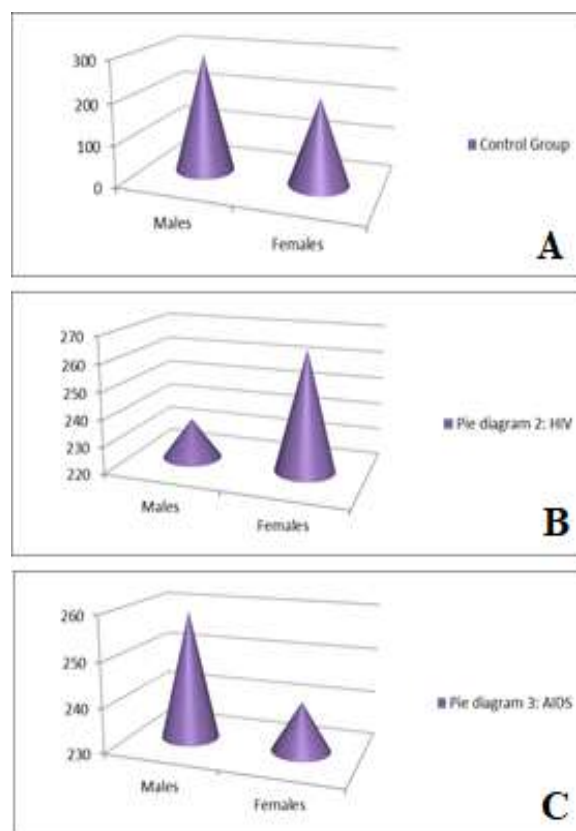 300
200
100
0
Males
Females
Control Group
A
270
260
250
240
230
220
Males
Females
Pie diagram 2: HIV
B
260
250
240
230
Males
Females
Pie diagram 3: AIDS
C